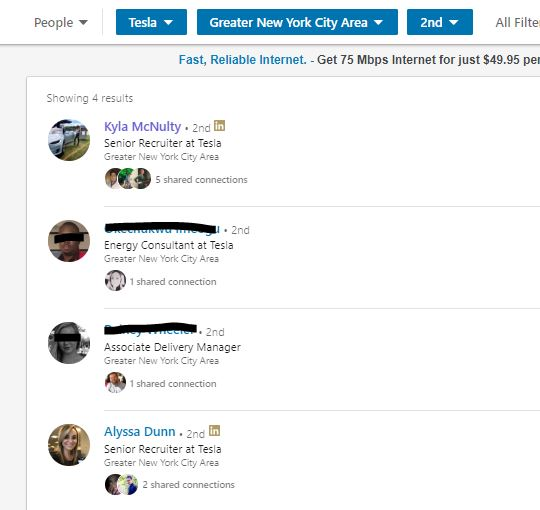 People Tesla Greater New York City Area 2nd All Filte
Fast, Reliable Internet. - Get 75 Mbps Internet for just $49.95 per
Showing 4 results
Kyla McNulty • 2nd in
Senior Recruiter at Tesla
Greater New York City Area
5 shared connections
• 2nd
Energy Consultant at Tesla
Greater New York City Area
1 shared connection
• 2nd
Associate Delivery Manager
Greater New York City Area
1 shared connection
Alyssa Dunn • 2nd in
Senior Recruiter at Tesla
Greater New York City Area
2 shared connections